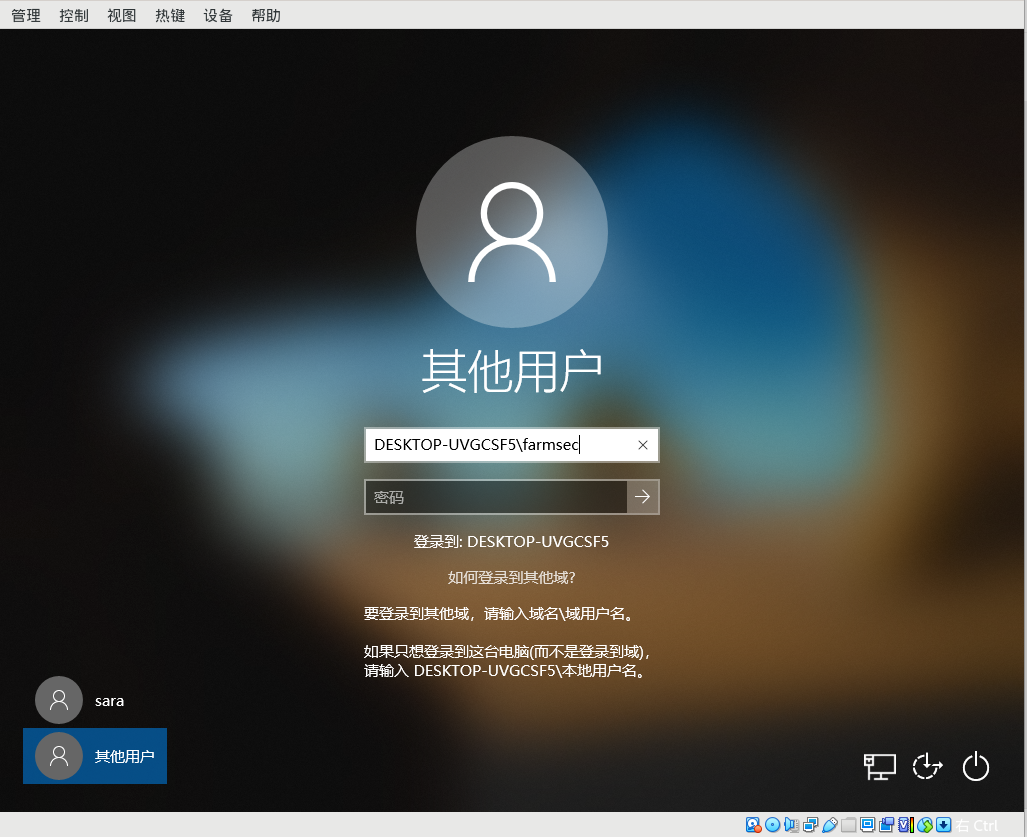 管理 控制 视图 热键 设备 帮助
其他用户
DESKTOP-UVGCSF5\farmsec
密码
登录到: DESKTOP-UVGCSF5
如何登录到其他域?
要登录到其他域，请输入域名\域用户名。
如果只想登录到这台电脑(而不是登录到域)，
请输入 DESKTOP-UVGCSF5\本地用户名。
sara
其他用户
右 Ctrl